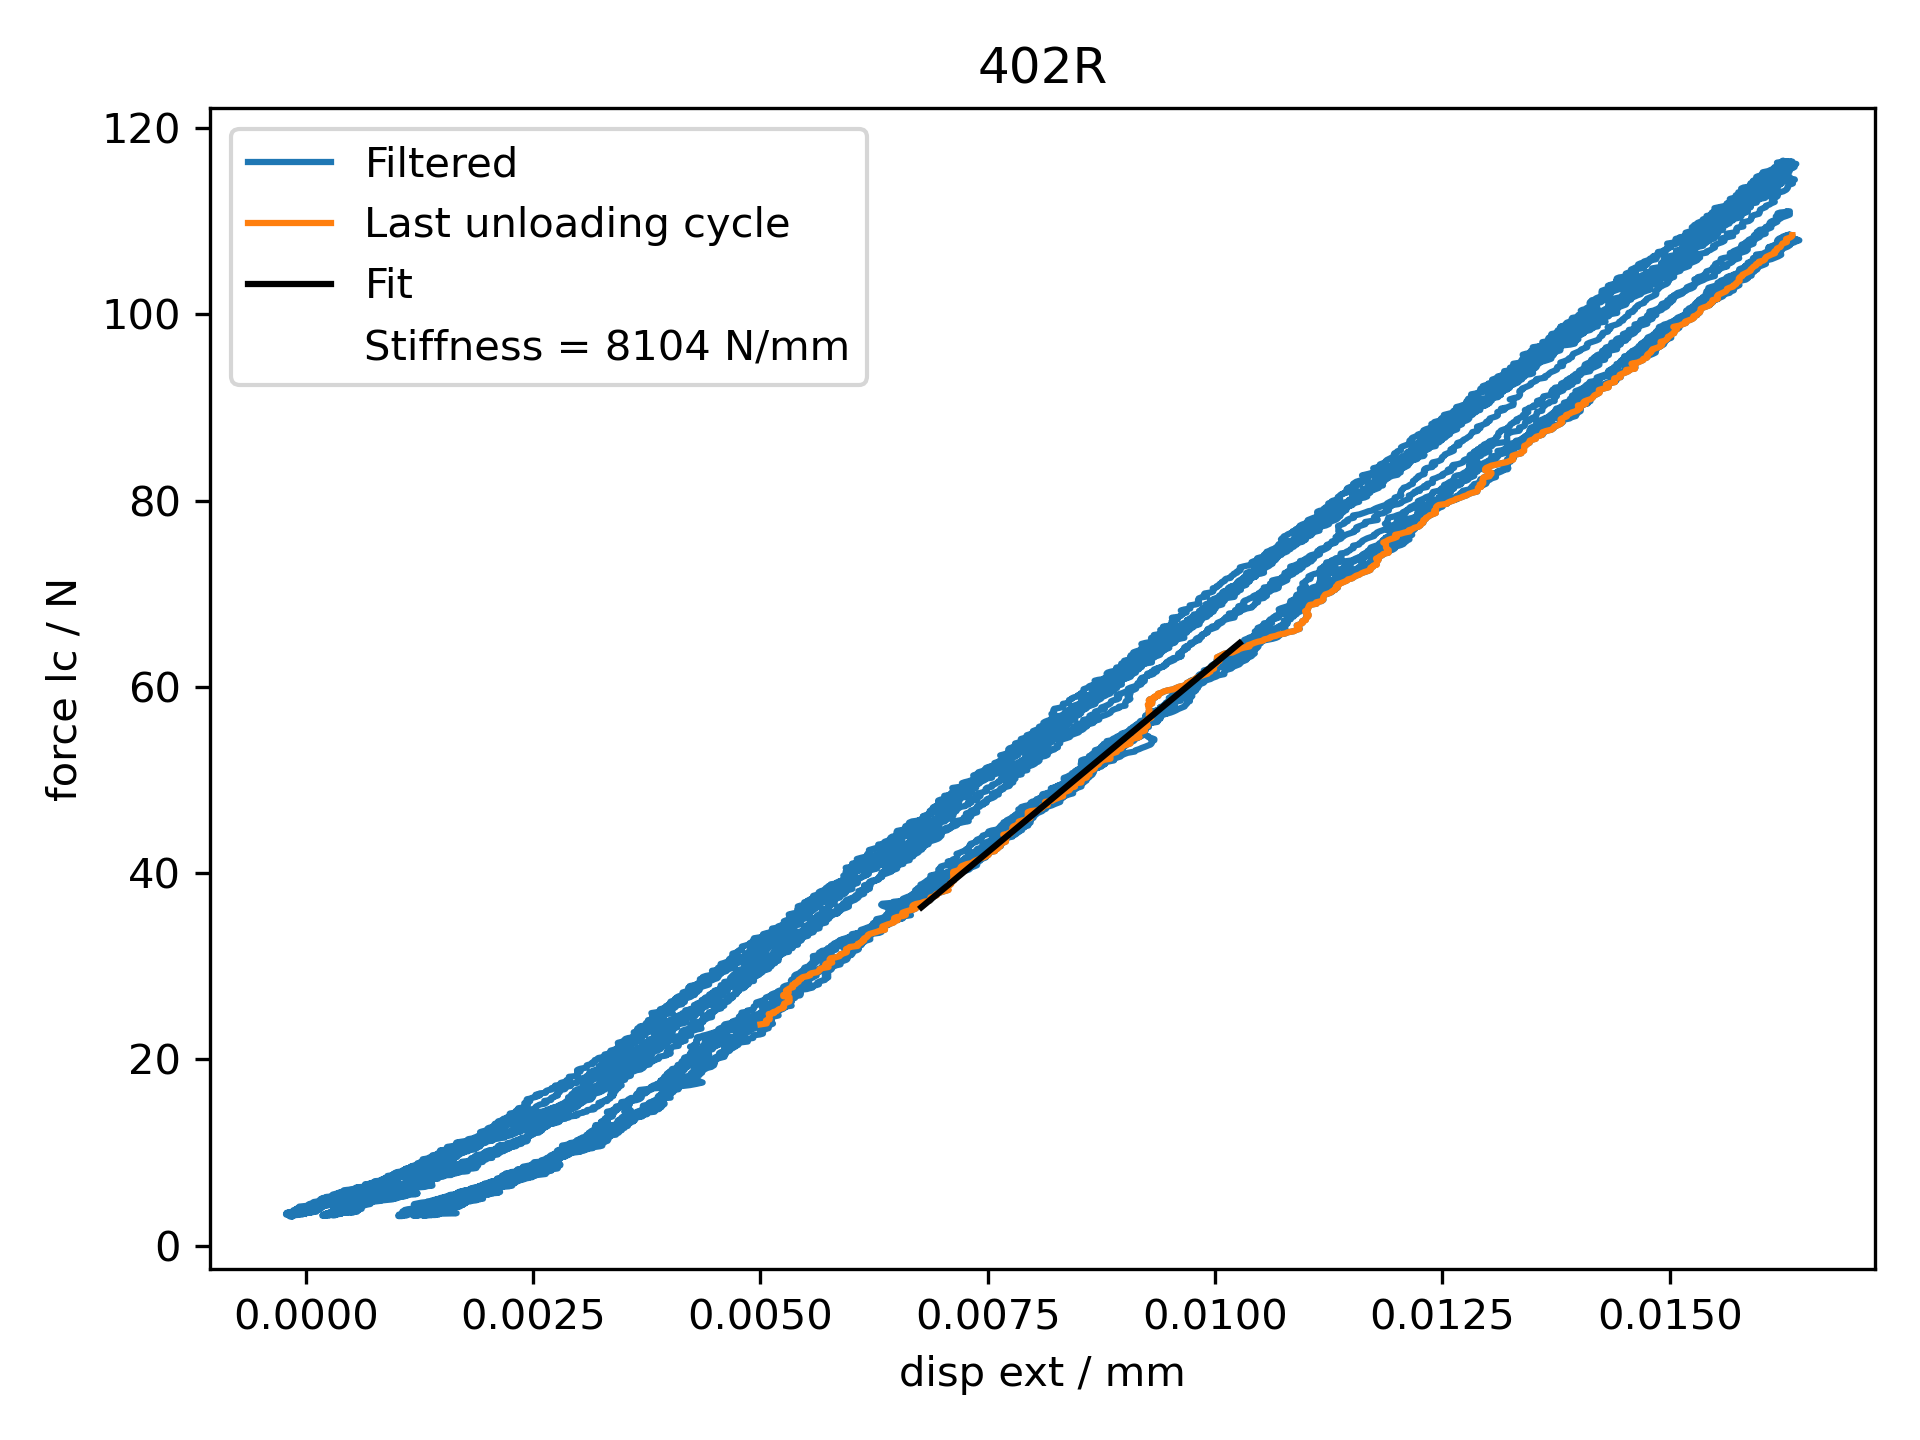 402R
120
100
80
60
40
20
0
force lc / N
Filtered
Last unloading cycle
Fit
Stiffness = 8104 N/mm
0.0000 0.0025 0.0050 0.0075 0.0100 0.0125 0.0150
disp ext / mm